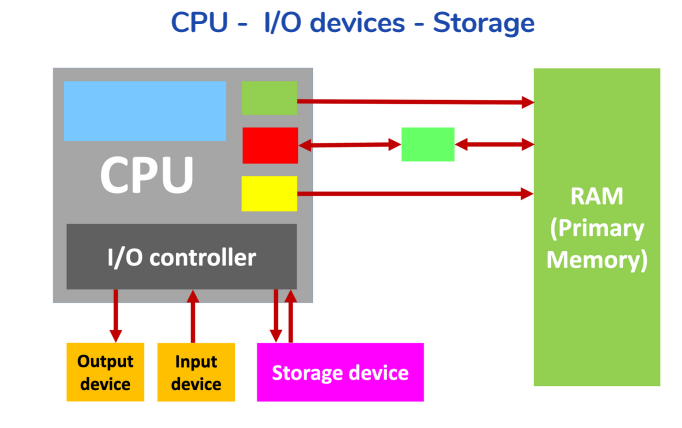 CPU - I/O devices - Storage
CPU
I/O controller
RAM
(Primary
Memory)
Output
device
Input
device
Storage device